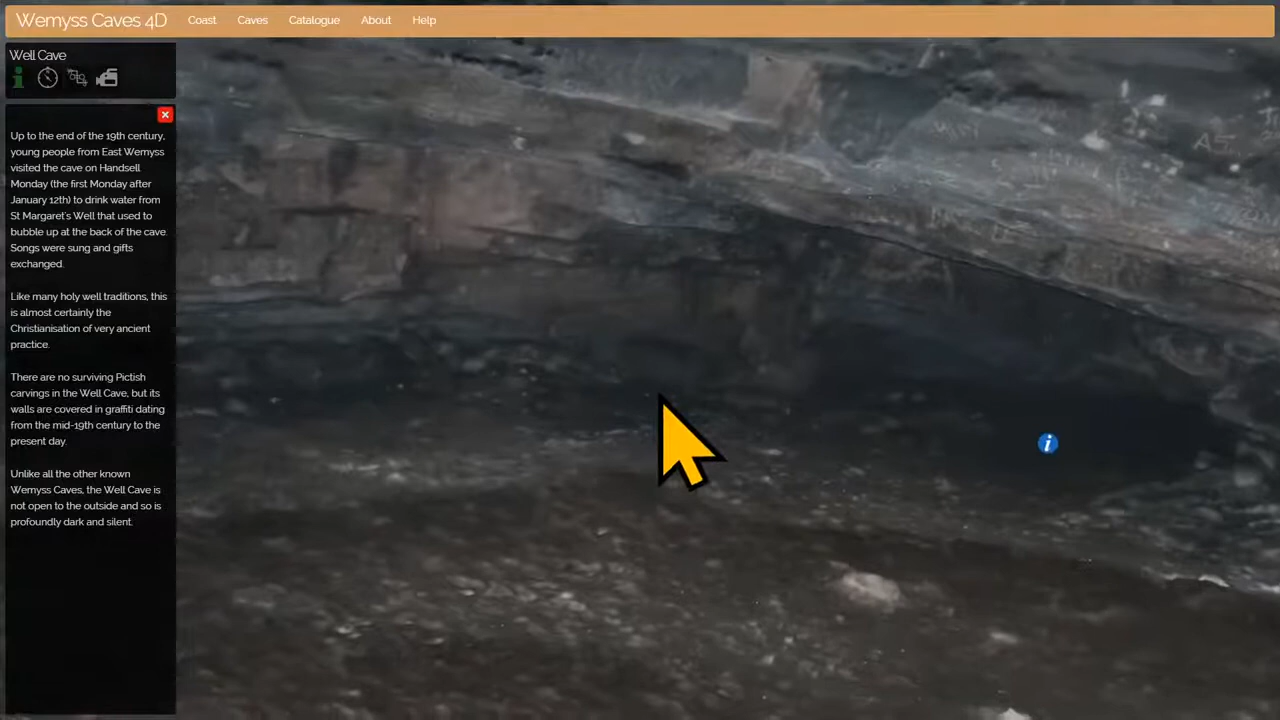 Wemyss Caves 4D Coast Caves Catalogue About Help
Well Cave
Up to the end of the 19th century,
young people from East Wemyss
visited the cave on Handsell
Monday (the first Monday after
January 12th) to drink water from
St Margaret's Well that used to
bubble up at the back of the cave.
Songs were sung and gifts
exchanged.
Like many holy well traditions, this
is almost certainly the
Christianisation of very ancient
practice.
There are no surviving Pictish
carvings in the Well Cave, but its
walls are covered in graffiti dating
from the mid-19th century to the
present day.
Unlike all the other known
Wemyss Caves, the Well Cave is
not open to the outside and so is
profoundly dark and silent.